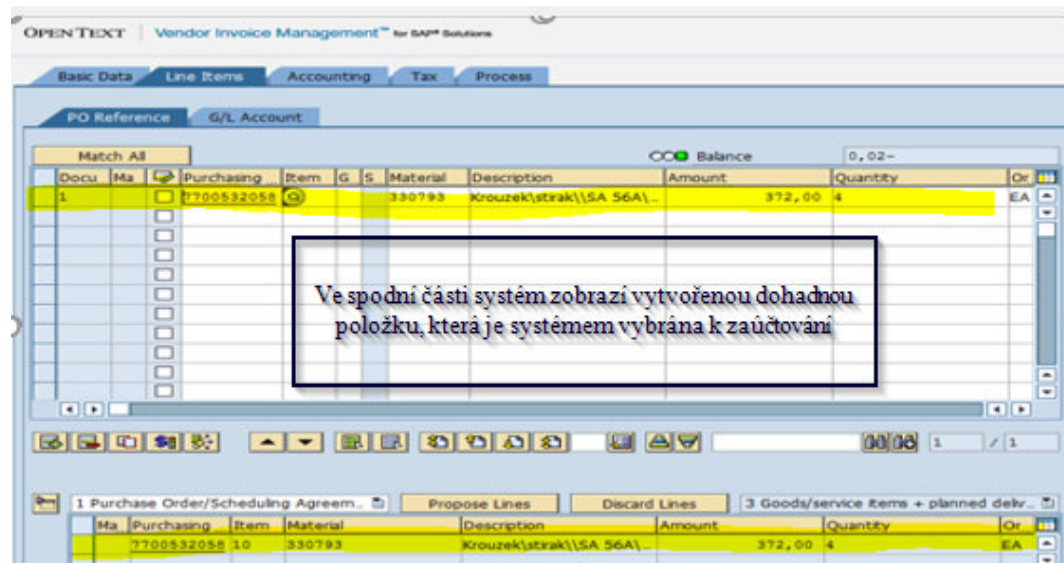 OPENTEXT | Vendor Invoice Management™ for SAP® Solutions
Basic Data Line Items Accounting Tax Process
PO Reference G/L Account
Match All Balance 0,02-
Docu Ma Purchasing Item G S Material Description Amount Quantity Or
1 7700532058 330793 Krouzek\stirak\\SA 56A\... 372,00 4 EA
Ve spodní části systém zobrazí vytvořenou dohadnou
položku, která je systémem vybrána k zaúčtování
1 / 1
1 Purchase Order/Scheduling Agreem... Propose Lines Discard Lines 3 Goods/service items + planned deliv...
Ma Purchasing Item Material Description Amount Quantity Or
7700532058 10 330793 Krouzek\stirak\\SA 56A\... 372,00 4 EA